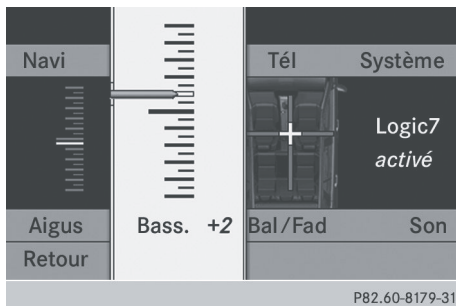 Navi Tél Système
Logic7
activé
Aigus Bass. +2 Bal/Fad Son
Retour
P82.60-8179-31